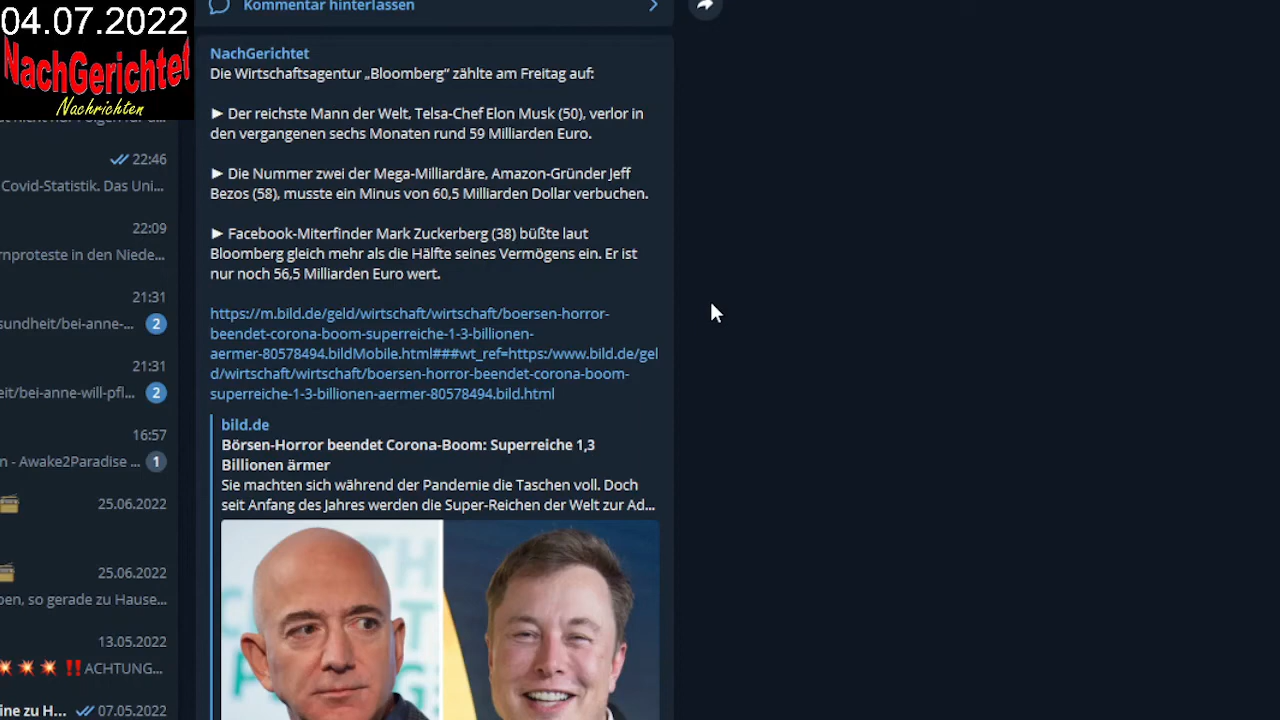 04.07.2022
NachGerichtet
Nachrichten
22:46
Covid-Statistik. Das Uni...
22:09
rnproteste in den Niede...
21:31
sundheit/bei-anne-...
2
21:31
eit/bei-anne-will-pfl...
2
16:57
n - Awake2Paradise ...
1
25.06.2022
25.06.2022
ben, so gerade zu Hause...
13.05.2022
ACHTUNG...
ine zu H...
07.05.2022
Kommentar hinterlassen
NachGerichtet
Die Wirtschaftsagentur „Bloomberg“ zählte am Freitag auf:
► Der reichste Mann der Welt, Telsa-Chef Elon Musk (50), verlor in
den vergangenen sechs Monaten rund 59 Milliarden Euro.
► Die Nummer zwei der Mega-Milliardäre, Amazon-Gründer Jeff
Bezos (58), musste ein Minus von 60,5 Milliarden Dollar verbuchen.
► Facebook-Miterfinder Mark Zuckerberg (38) büßte laut
Bloomberg gleich mehr als die Hälfte seines Vermögens ein. Er ist
nur noch 56,5 Milliarden Euro wert.
https://m.bild.de/geld/wirtschaft/wirtschaft/boersen-horror-
beendet-corona-boom-superreiche-1-3-billionen-
aermer-80578494.bildMobile.html###wt_ref=https:/www.bild.de/gel
d/wirtschaft/wirtschaft/boersen-horror-beendet-corona-boom-
superreiche-1-3-billionen-aermer-80578494.bild.html
bild.de
Börsen-Horror beendet Corona-Boom: Superreiche 1,3
Billionen ärmer
Sie machten sich während der Pandemie die Taschen voll. Doch
seit Anfang des Jahres werden die Super-Reichen der Welt zur Ad...